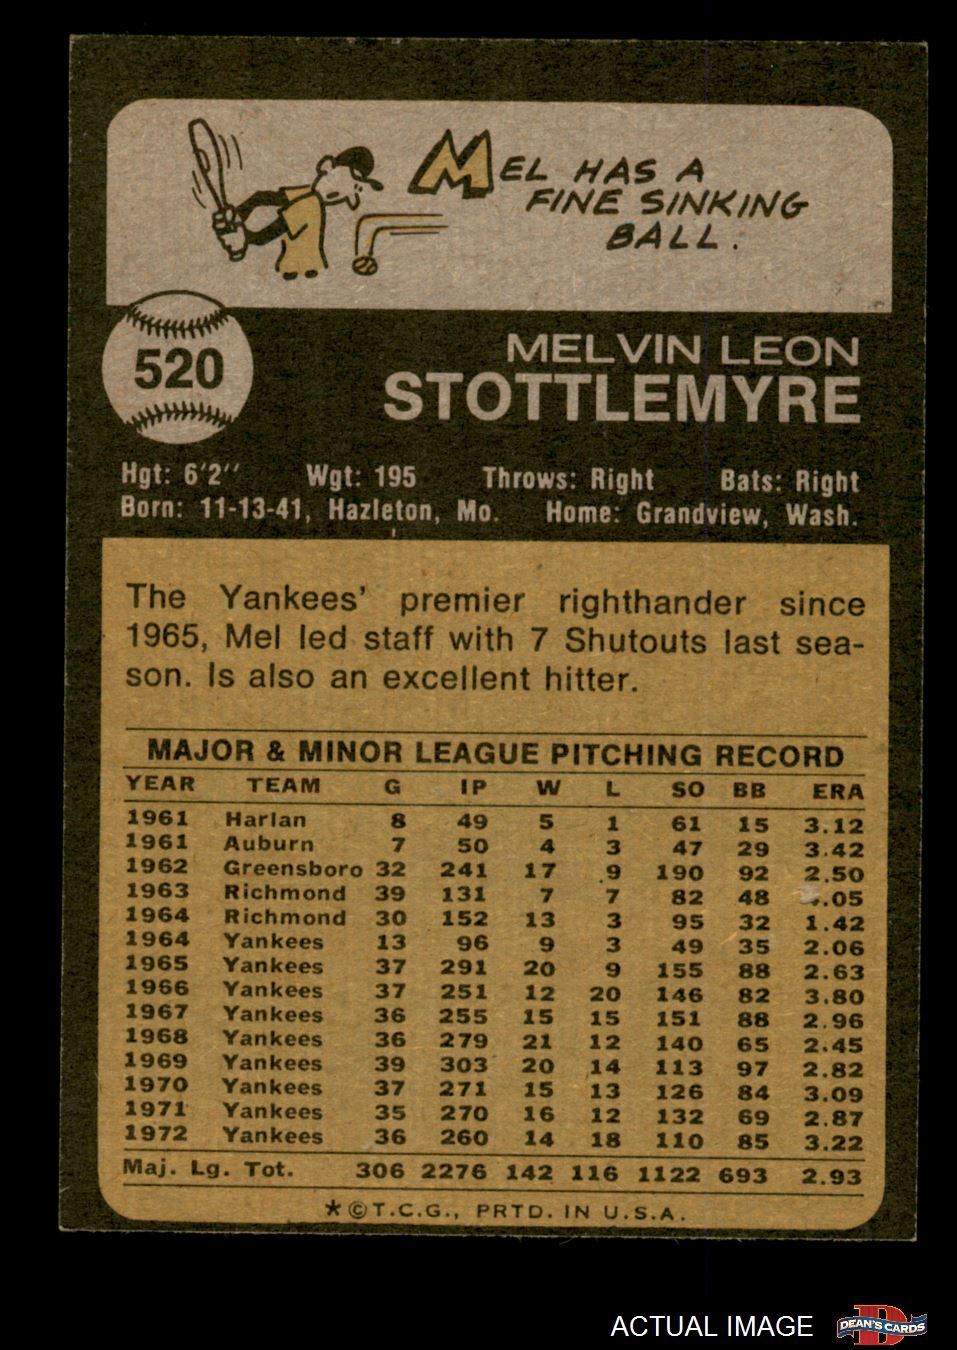 MEL HAS A
FINE SINKING
BALL.
520
MELVIN LEON
STOTTLEMYRE
Hgt: 6'2'' Wgt: 195 Throws: Right Bats: Right
Born: 11-13-41, Hazleton, Mo. Home: Grandview, Wash.
The Yankees' premier righthander since
1965, Mel led staff with 7 Shutouts last sea-
son. Is also an excellent hitter.
MAJOR & MINOR LEAGUE PITCHING RECORD
YEAR TEAM G IP W L SO BB ERA
1961 Harlan 8 49 5 1 61 15 3.12
1961 Auburn 7 50 4 3 47 29 3.42
1962 Greensboro 32 241 17 9 190 92 2.50
1963 Richmond 39 131 7 7 82 48 .05
1964 Richmond 30 152 13 3 95 32 1.42
1964 Yankees 13 96 9 3 49 35 2.06
1965 Yankees 37 291 20 9 155 88 2.63
1966 Yankees 37 251 12 20 146 82 3.80
1967 Yankees 36 255 15 15 151 88 2.96
1968 Yankees 36 279 21 12 140 65 2.45
1969 Yankees 39 303 20 14 113 97 2.82
1970 Yankees 37 271 15 13 126 84 3.09
1971 Yankees 35 270 16 12 132 69 2.87
1972 Yankees 36 260 14 18 110 85 3.22
Maj. Lg. Tot. 306 2276 142 116 1122 693 2.93
*©T.C.G., PRTD. IN U.S.A.
ACTUAL IMAGE
D
DEAN'S CARDS